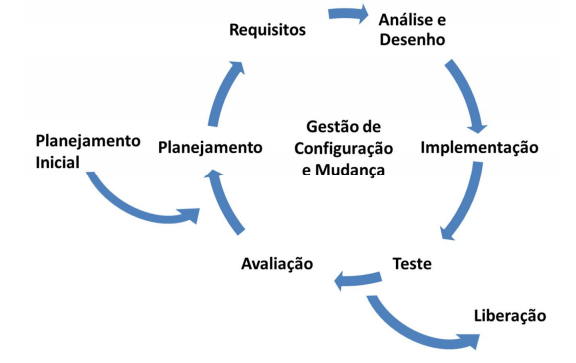 Requisitos
Análise e
Desenho
Planejamento
Inicial
Planejamento
Gestão de
Configuração
e Mudança
Implementação
Avaliação
Teste
Liberação